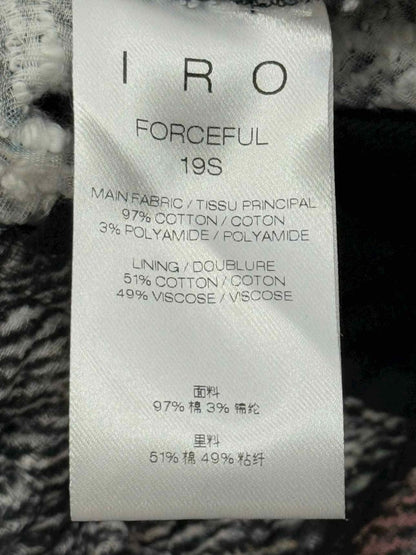 IRO
FORCEFUL
19S
MAIN FABRIC / TISSU PRINCIPAL
97% COTTON / COTON
3% POLYAMIDE / POLYAMIDE
LINING / DOUBLURE
51% COTTON / COTON
49% VISCOSE / VISCOSE
面料
97% 棉 3% 锦纶
里料
51% 棉 49% 粘纤